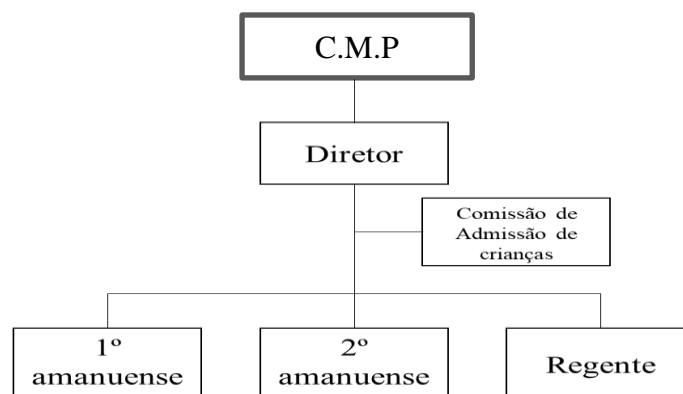 C.M.P
Diretor
Comissão de
Admissão de
crianças
1º
amanuense
2º
amanuense
Regente